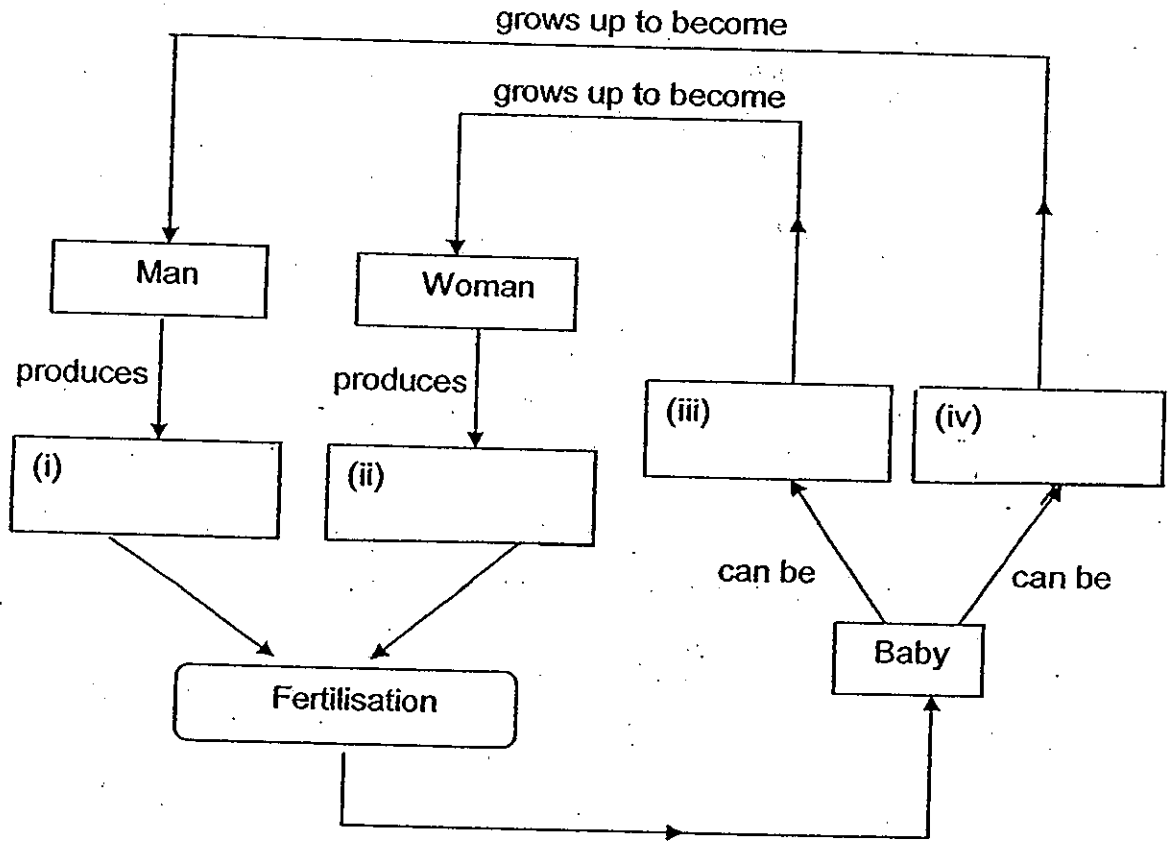 grows up to become
grows up to become
Man
Woman
produces
produces
(i)
(ii)
(iii)
(iv)
can be
can be
Baby
Fertilisation